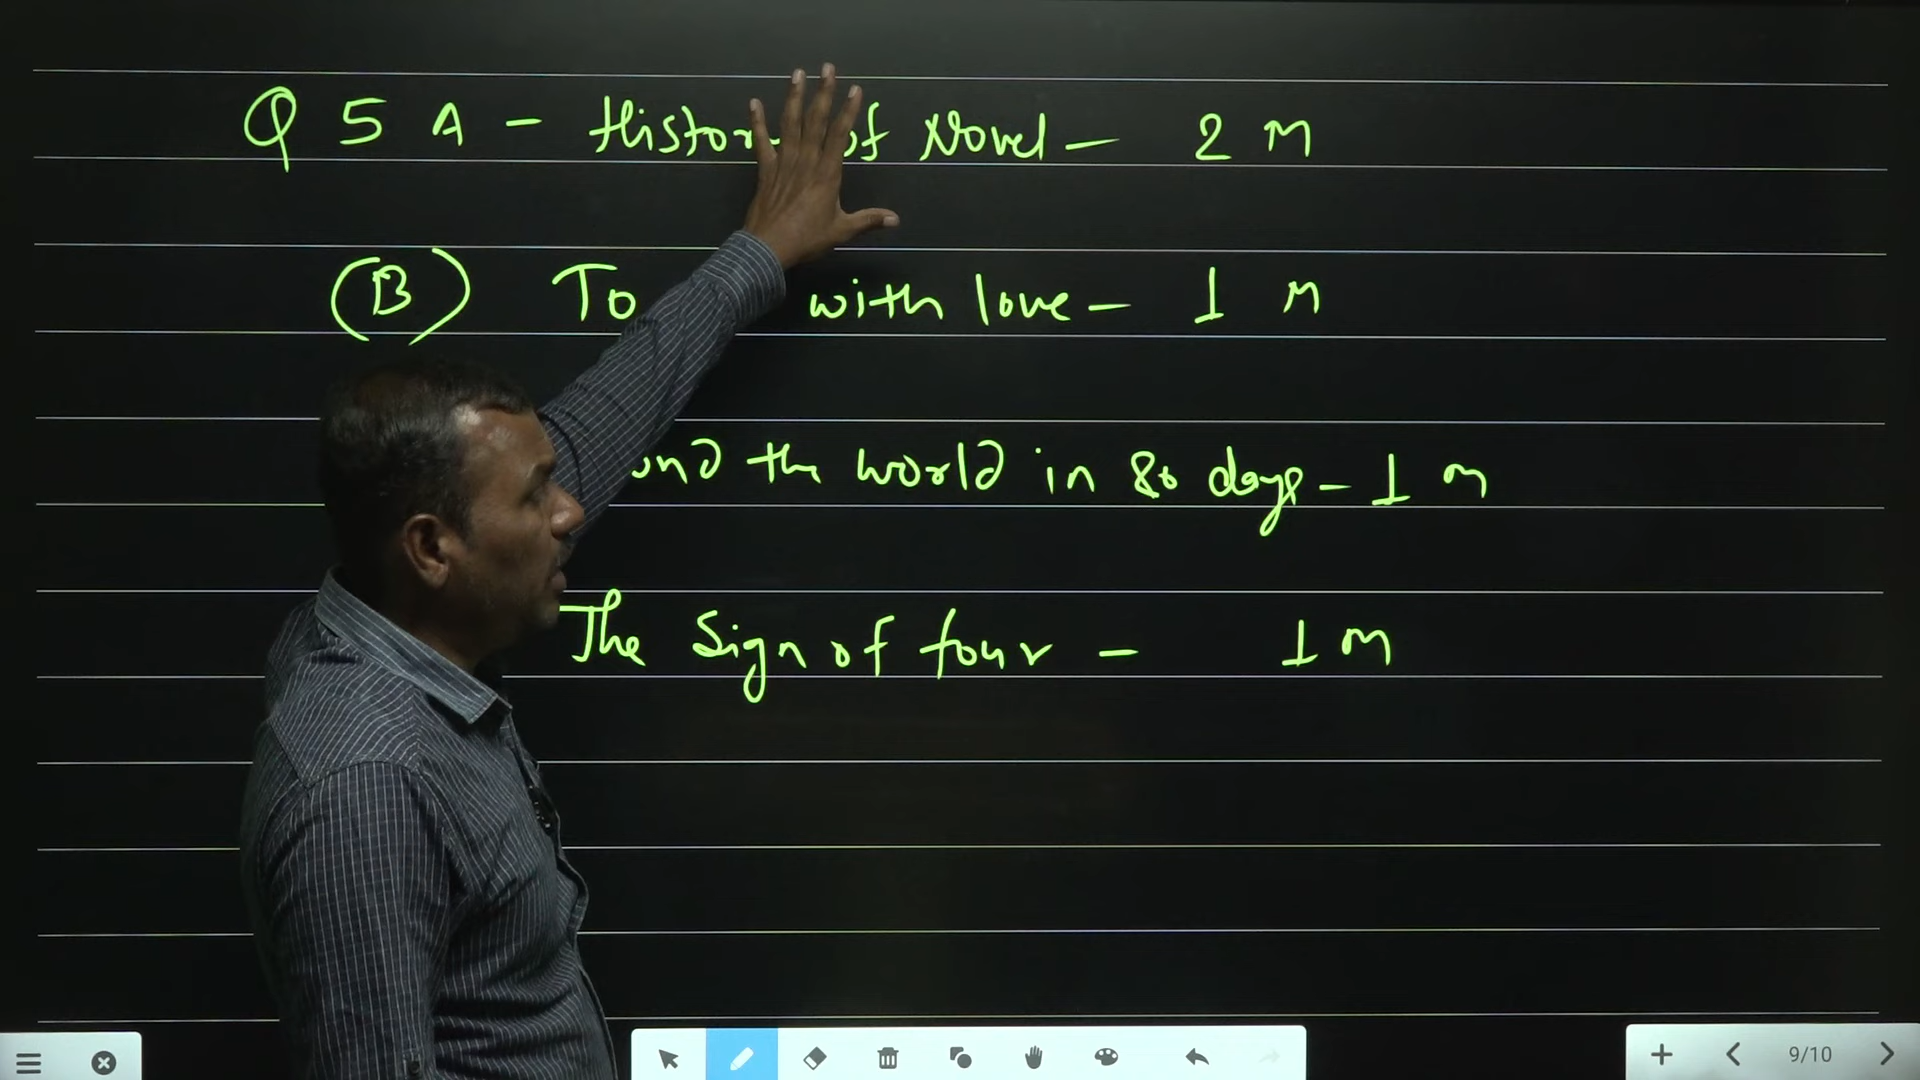 Q 5 A - History of Novel - 2 M
(B) To with love - 1 M
the world in 80 days - 1 M
The Sign of four - 1 M
9/10